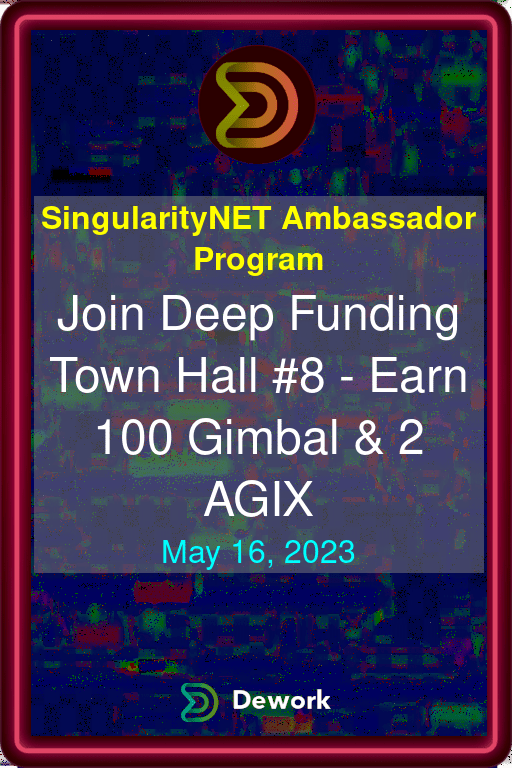 SingularityNET Ambassador
Program
Join Deep Funding
Town Hall #8 - Earn
100 Gimbal & 2
AGIX
May 16, 2023
Dework